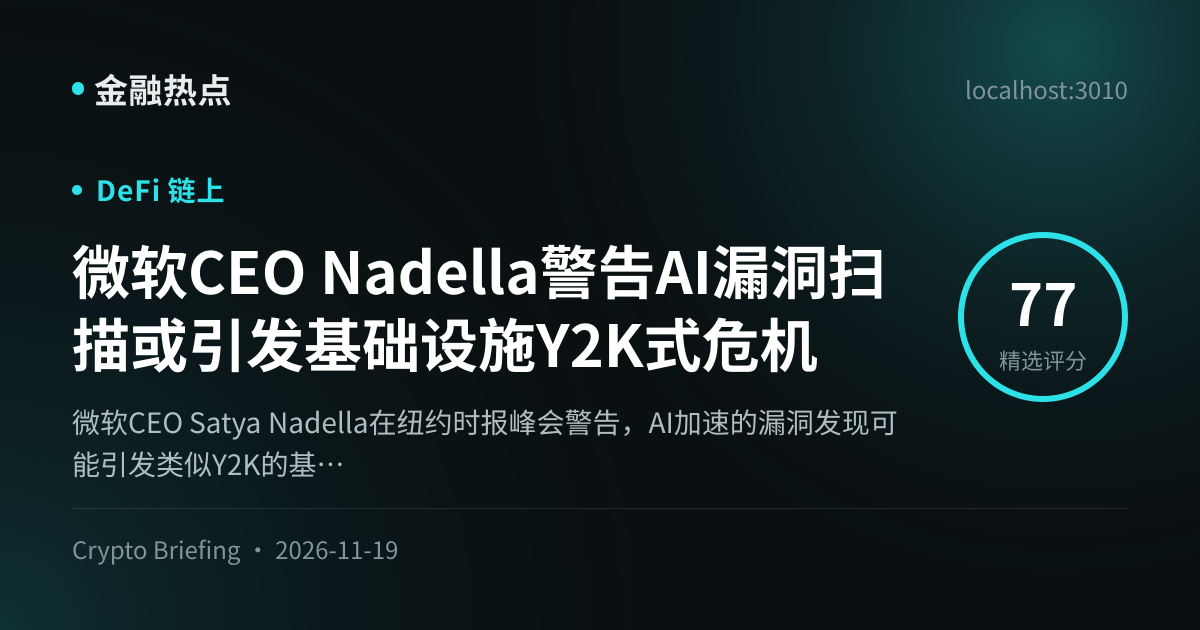 金融热点
localhost:3010
DeFi 链上
微软CEO Nadella警告AI漏洞扫
描或引发基础设施Y2K式危机
77
精选评分
微软CEO Satya Nadella在纽约时报峰会警告，AI加速的漏洞发现可
能引发类似Y2K的基…
Crypto Briefing · 2026-11-19